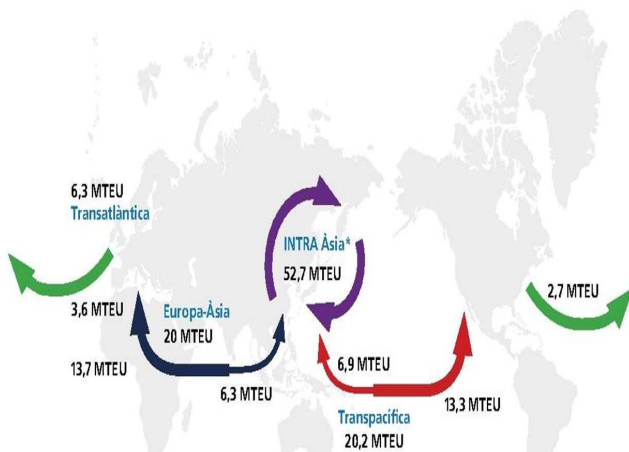 6,3 MTEU
Transatlàntica
3,6 MTEU
13,7 MTEU
Europa-Àsia
20 MTEU
6,3 MTEU
INTRA Àsia*
52,7 MTEU
6,9 MTEU
Transpacífica
20,2 MTEU
13,3 MTEU
2,7 MTEU